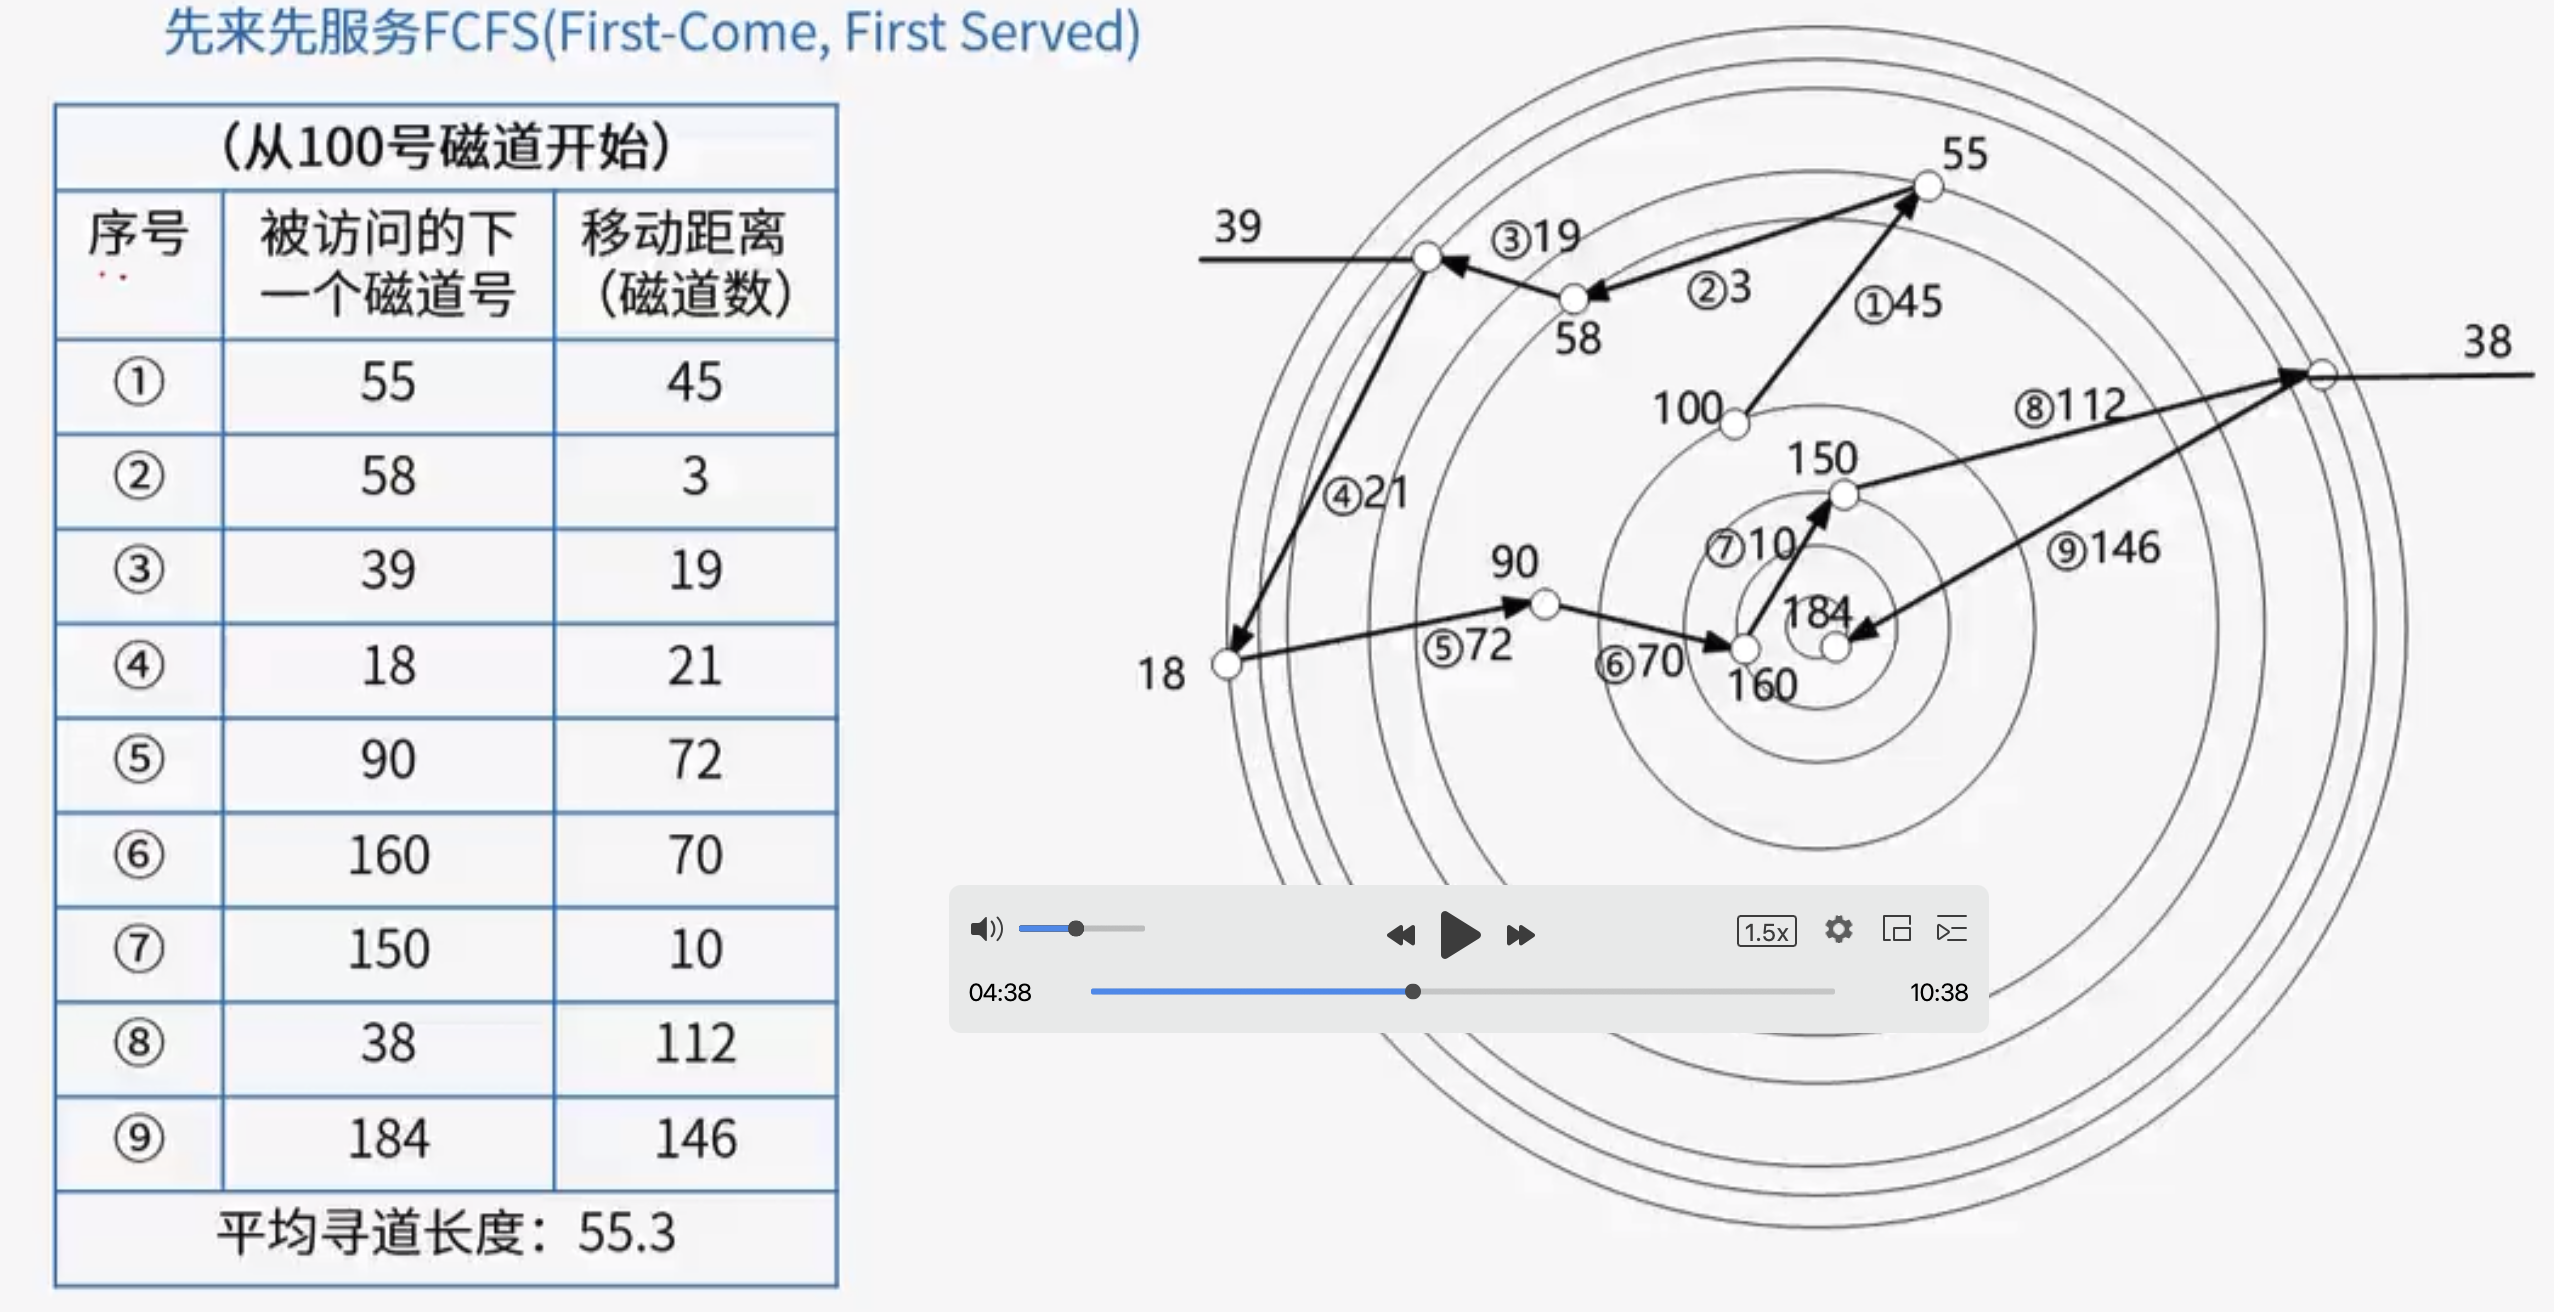 先来先服务FCFS(First-Come, First Served)
（从100号磁道开始）
序号 被访问的下一个磁道号 移动距离（磁道数）
① 55 45
② 58 3
③ 39 19
④ 18 21
⑤ 90 72
⑥ 160 70
⑦ 150 10
⑧ 38 112
⑨ 184 146
平均寻道长度：55.3
55
39
③19
②3
①45
58
38
100
⑧112
150
④21
⑦10
⑨146
90
184
⑤72
⑥70
18
160
1.5x
04:38
10:38